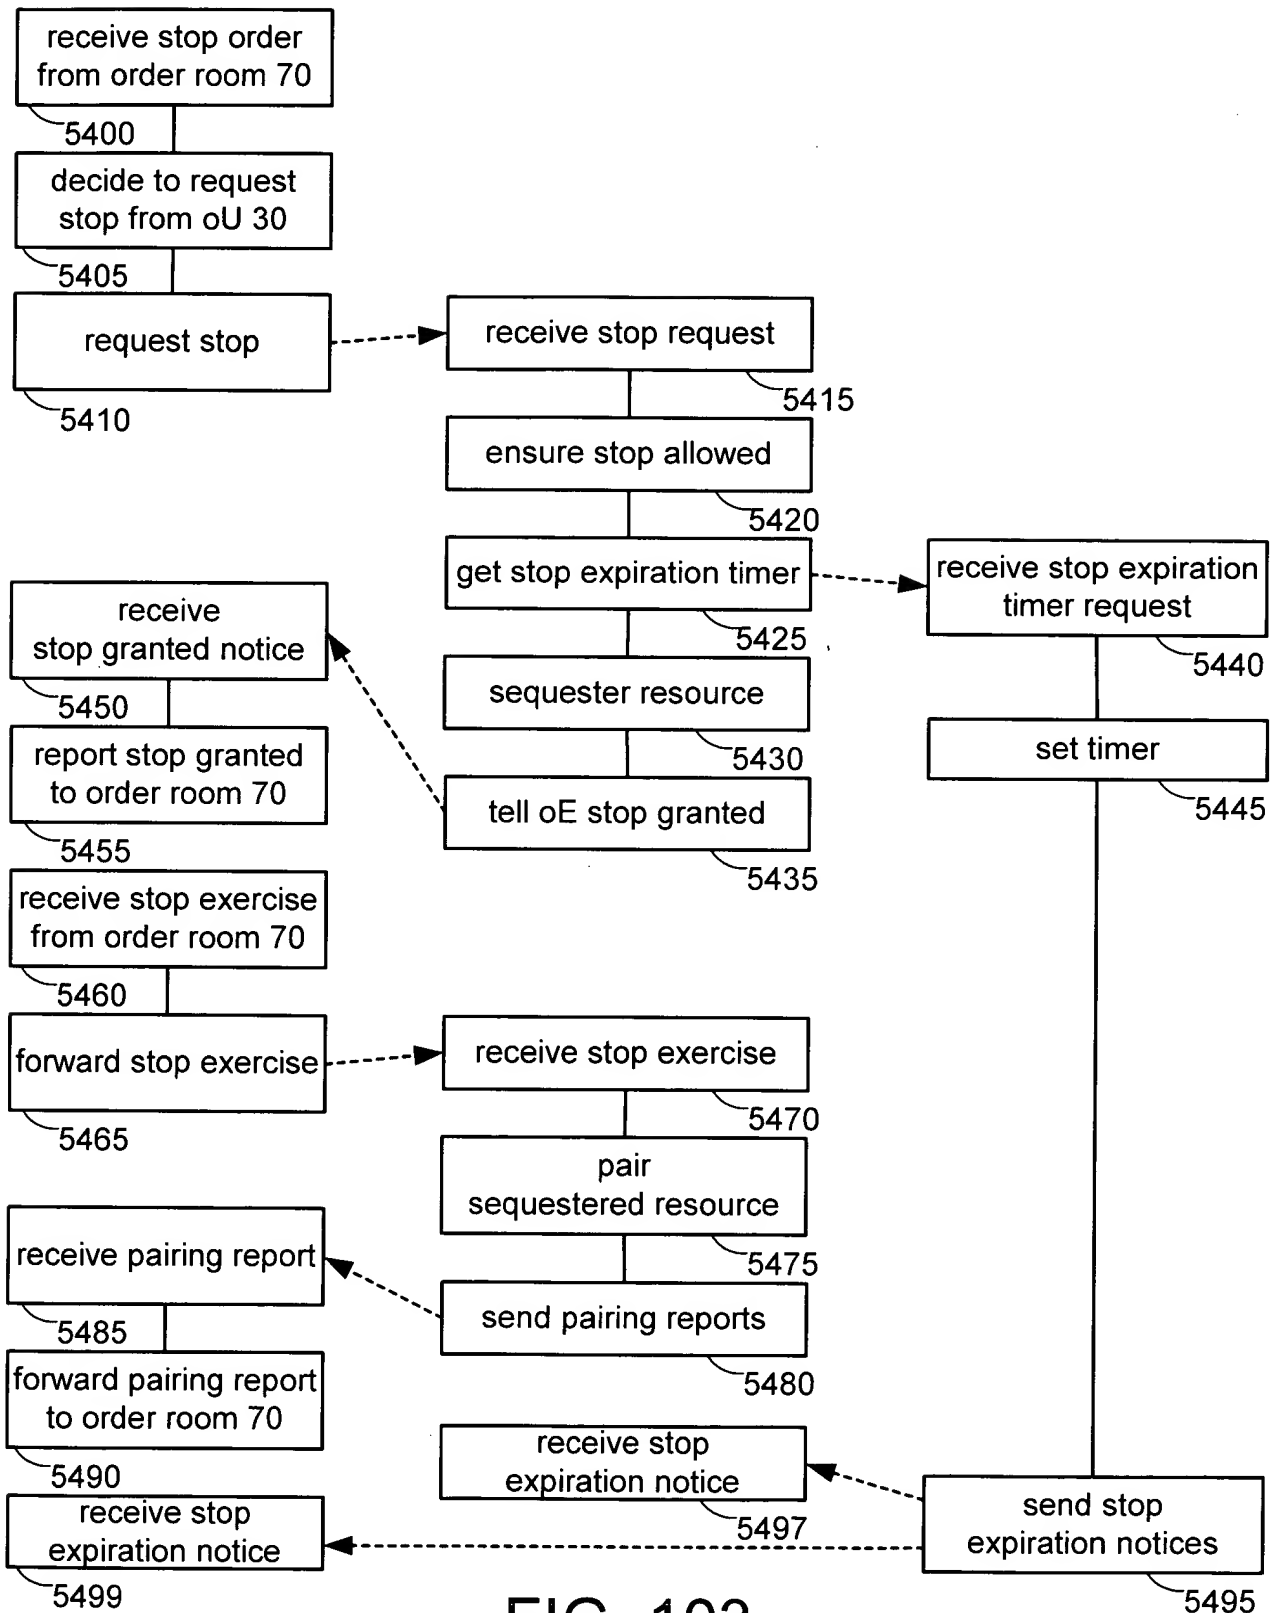 receive stop order
from order room 70
5400
decide to request
stop from oU 30
5405
request stop
5410
receive stop request
5415
ensure stop allowed
5420
get stop expiration timer
5425
receive stop expiration
timer request
5440
receive
stop granted notice
5450
sequester resource
5430
set timer
5445
report stop granted
to order room 70
5455
tell oE stop granted
5435
receive stop exercise
from order room 70
5460
forward stop exercise
5465
receive stop exercise
5470
pair
sequestered resource
5475
receive pairing report
5485
send pairing reports
5480
forward pairing report
to order room 70
5490
receive stop
expiration notice
5497
send stop
expiration notices
5495
receive stop
expiration notice
5499